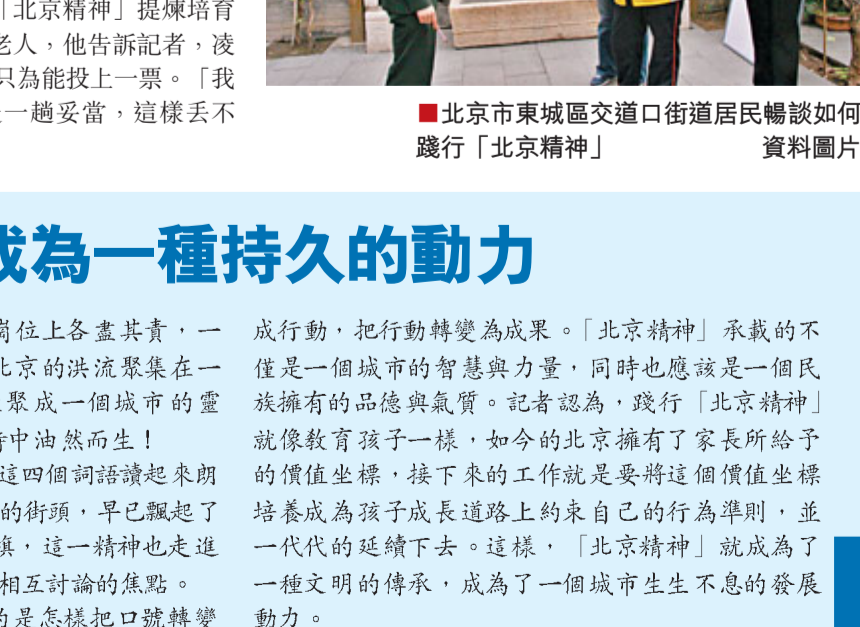 「北京精神」提煉培育
老人，他告訴記者，凌
只為能投上一票。「我
一趟妥當，這樣丟不
■北京市東城區交道口街道居民暢談如何
踐行「北京精神」 資料圖片
成為一種持久的動力
崗位上各盡其責，一
北京的洪流聚集在一
聚成一個城市的靈
中油然而生！
這四個詞語讀起來朗
的街頭，早已飄起了
旗，這一精神也走進
相互討論的焦點。
的是怎樣把口號轉變
成行動，把行動轉變為成果。「北京精神」承載的不
僅是一個城市的智慧與力量，同時也應該是一個民
族擁有的品德與氣質。記者認為，踐行「北京精神」
就像教育孩子一樣，如今的北京擁有了家長所給予
的價值坐標，接下來的工作就是要將這個價值坐標
培養成為孩子成長道路上約束自己的行為準則，並
一代代的延續下去。這樣，「北京精神」就成為了
一種文明的傳承，成為了一個城市生生不息的發展
動力。